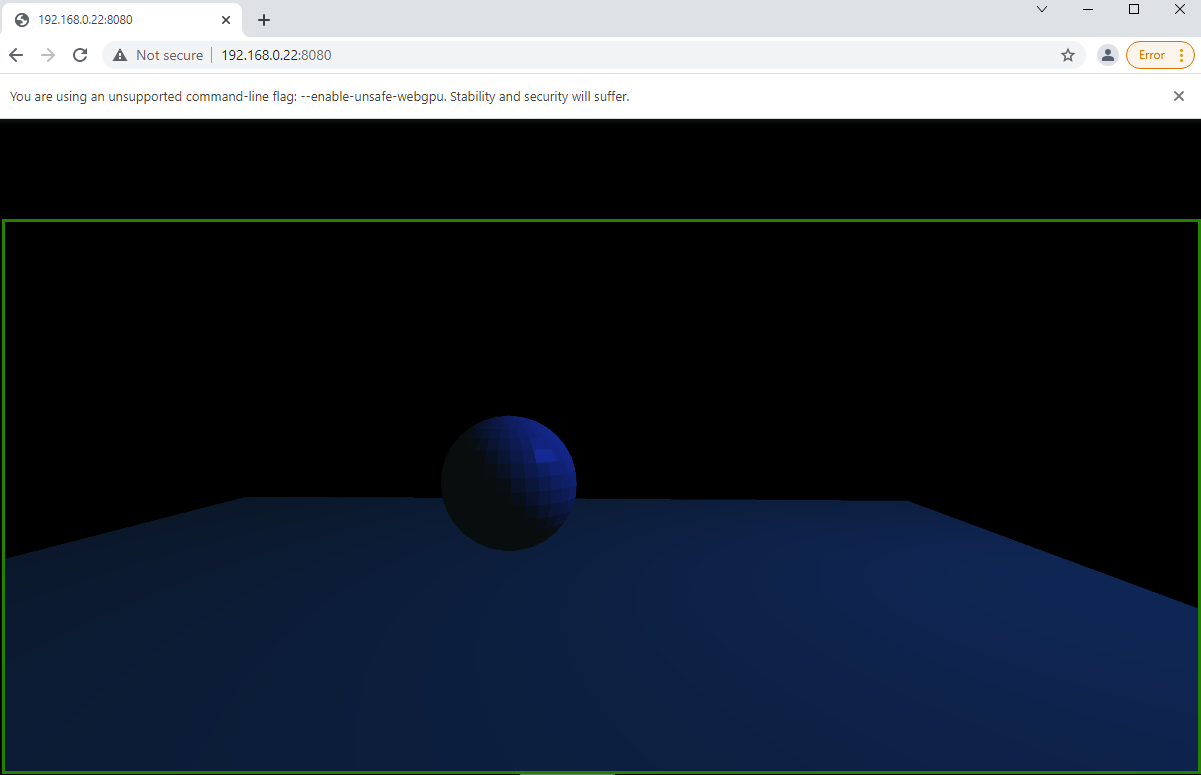 192.168.0.22:8080
Not secure
192.168.0.22:8080
Error
You are using an unsupported command-line flag: --enable-unsafe-webgpu. Stability and security will suffer.